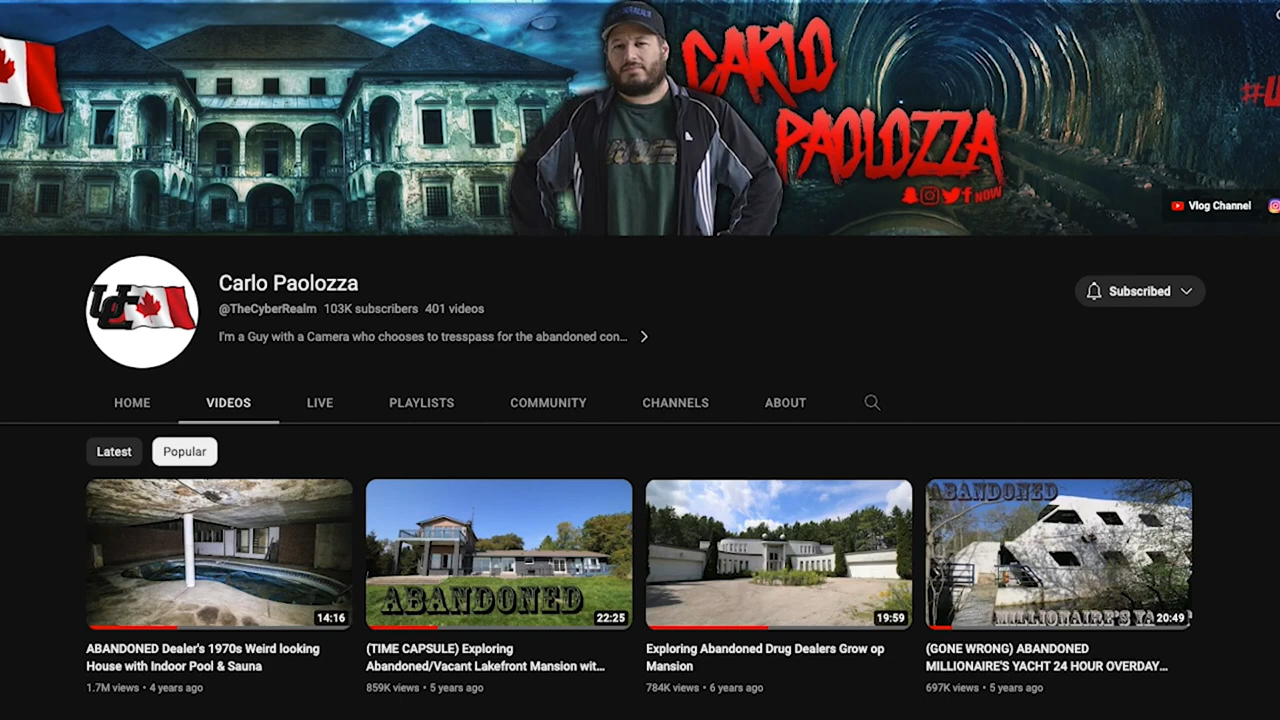 CARLO
PAOLOZZA
NOW
Vlog Channel
UC
Carlo Paolozza
@TheCyberRealm 103K subscribers 401 videos
I'm a Guy with a Camera who chooses to tresspass for the abandoned con...
Subscribed
HOME VIDEOS LIVE PLAYLISTS COMMUNITY CHANNELS ABOUT
Latest Popular
14:16
ABANDONED
22:25
19:59
ABANDONED
MILLIONAIRE'S YA
20:49
ABANDONED Dealer's 1970s Weird looking
House with Indoor Pool & Sauna
1.7M views • 4 years ago
(TIME CAPSULE) Exploring
Abandoned/Vacant Lakefront Mansion wit...
859K views • 5 years ago
Exploring Abandoned Drug Dealers Grow op
Mansion
784K views • 6 years ago
(GONE WRONG) ABANDONED
MILLIONAIRE'S YACHT 24 HOUR OVERDAY...
697K views • 5 years ago